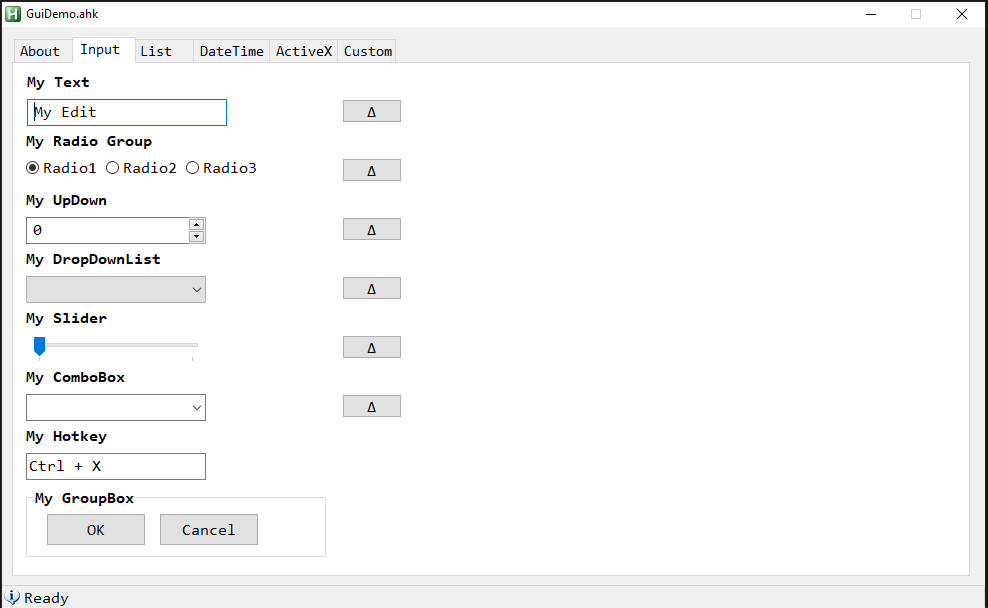 GuiDemo.ahk
About Input List DateTime ActiveX Custom
My Text
My Edit Δ
My Radio Group
Radio1 Radio2 Radio3 Δ
My UpDown
0 Δ
My DropDownList
Δ
My Slider
Δ
My ComboBox
Δ
My Hotkey
Ctrl + X
My GroupBox
OK Cancel
Ready